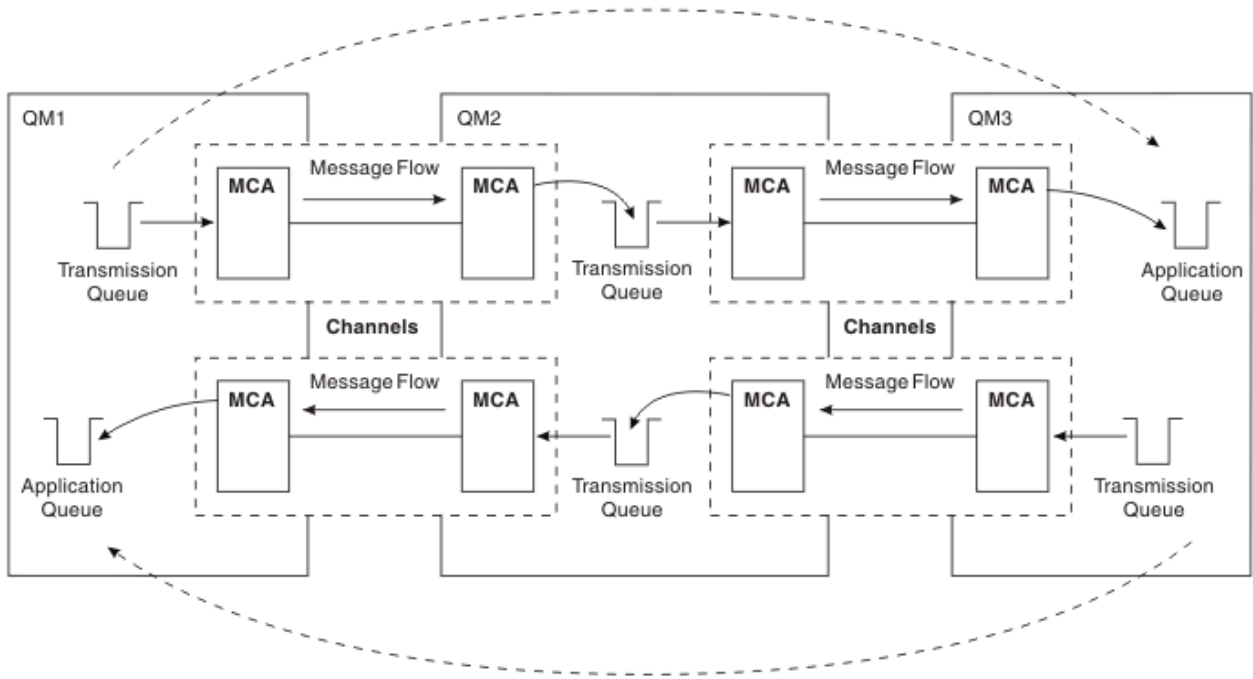 QM1
QM2
QM3
MCA
Message Flow
MCA
MCA
Message Flow
MCA
Transmission
Queue
Transmission
Queue
Application
Queue
Channels
Channels
MCA
Message Flow
MCA
MCA
Message Flow
MCA
Application
Queue
Transmission
Queue
Transmission
Queue